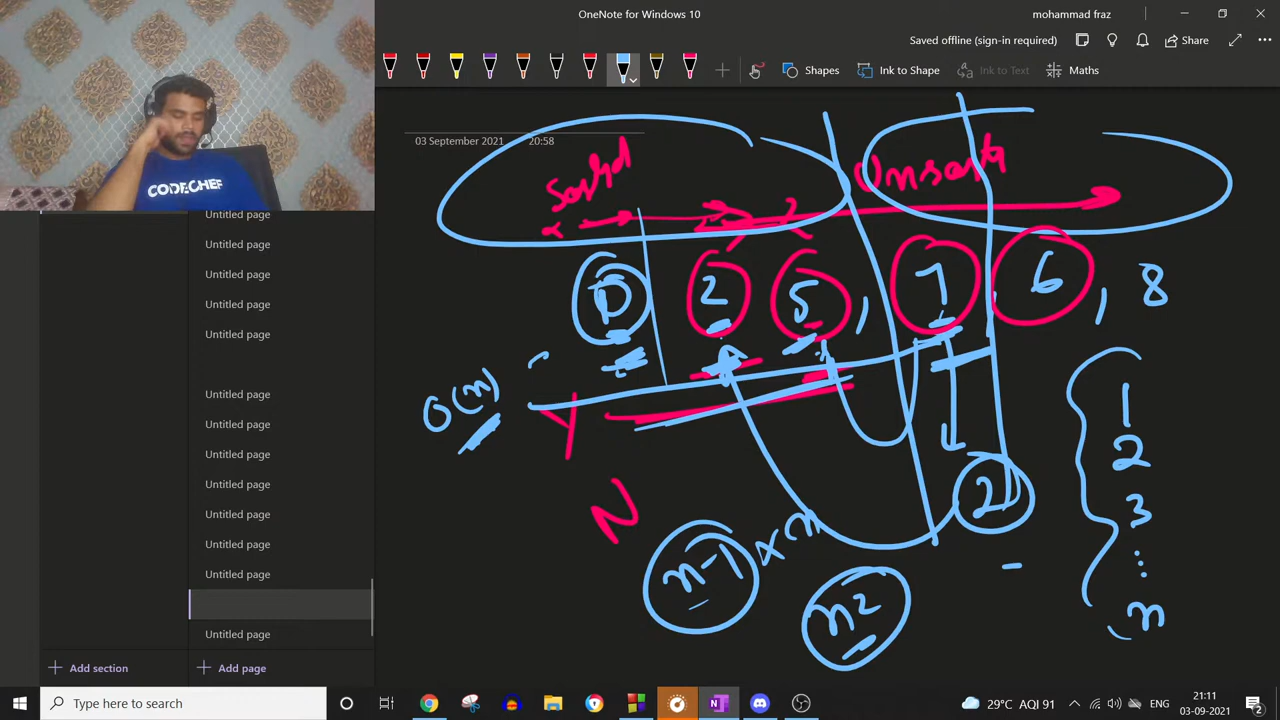 OneNote for Windows 10
mohammad fraz
Saved offline (sign-in required)
Share
Shapes
Ink to Shape
Ink to Text
Maths
CODECHEF
03 September 2021
20:58
2
5
,
7
6
,
8
O(n)
Y
N
n-1 × n
n2
2
1
2
3
n
Untitled page
Untitled page
Untitled page
Untitled page
Untitled page
Untitled page
Untitled page
Untitled page
Untitled page
Untitled page
Untitled page
Untitled page
Untitled page
Add section
Add page
Type here to search
29°C AQI 91
ENG
21:11
03-09-2021
2